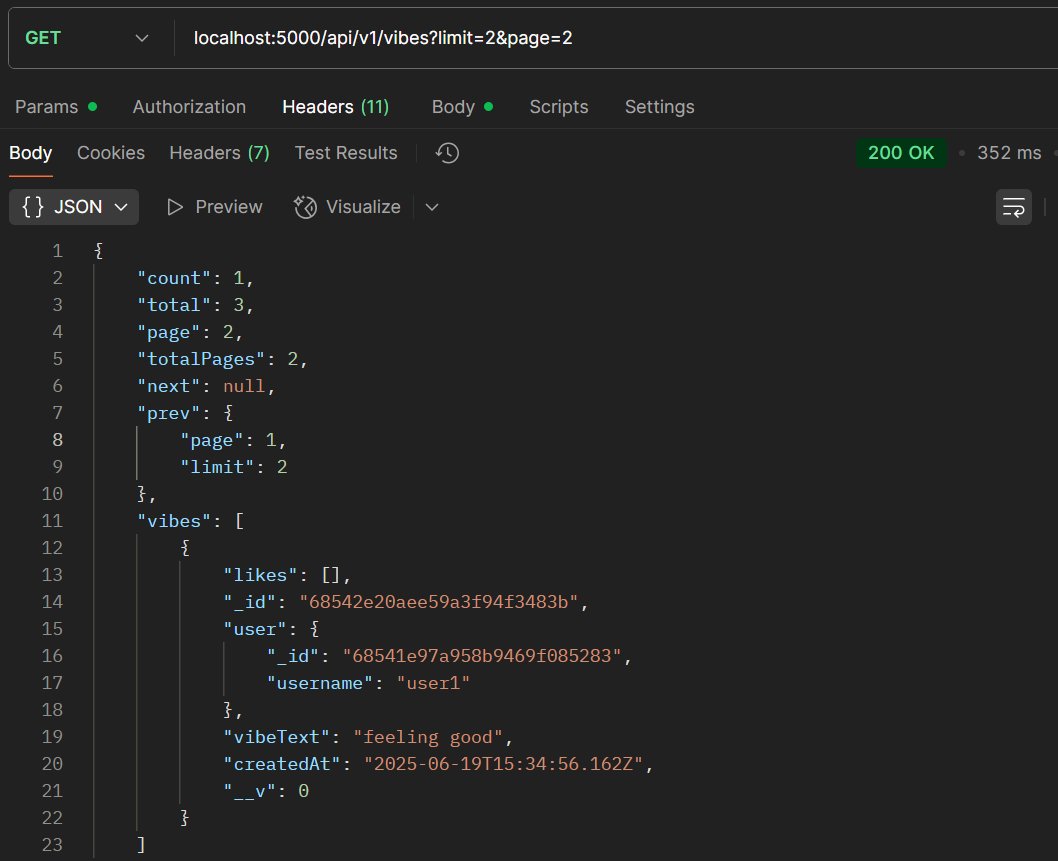 GET localhost:5000/api/v1/vibes?limit=2&page=2
Params Authorization Headers (11) Body Scripts Settings
Body Cookies Headers (7) Test Results 200 OK 352 ms
{} JSON Preview Visualize
1 {
2 "count": 1,
3 "total": 3,
4 "page": 2,
5 "totalPages": 2,
6 "next": null,
7 "prev": {
8 "page": 1,
9 "limit": 2
10 },
11 "vibes": [
12 {
13 "likes": [],
14 "_id": "68542e20aee59a3f94f3483b",
15 "user": {
16 "_id": "68541e97a958b9469f085283",
17 "username": "user1"
18 },
19 "vibeText": "feeling good",
20 "createdAt": "2025-06-19T15:34:56.162Z",
21 "__v": 0
22 }
23 ]